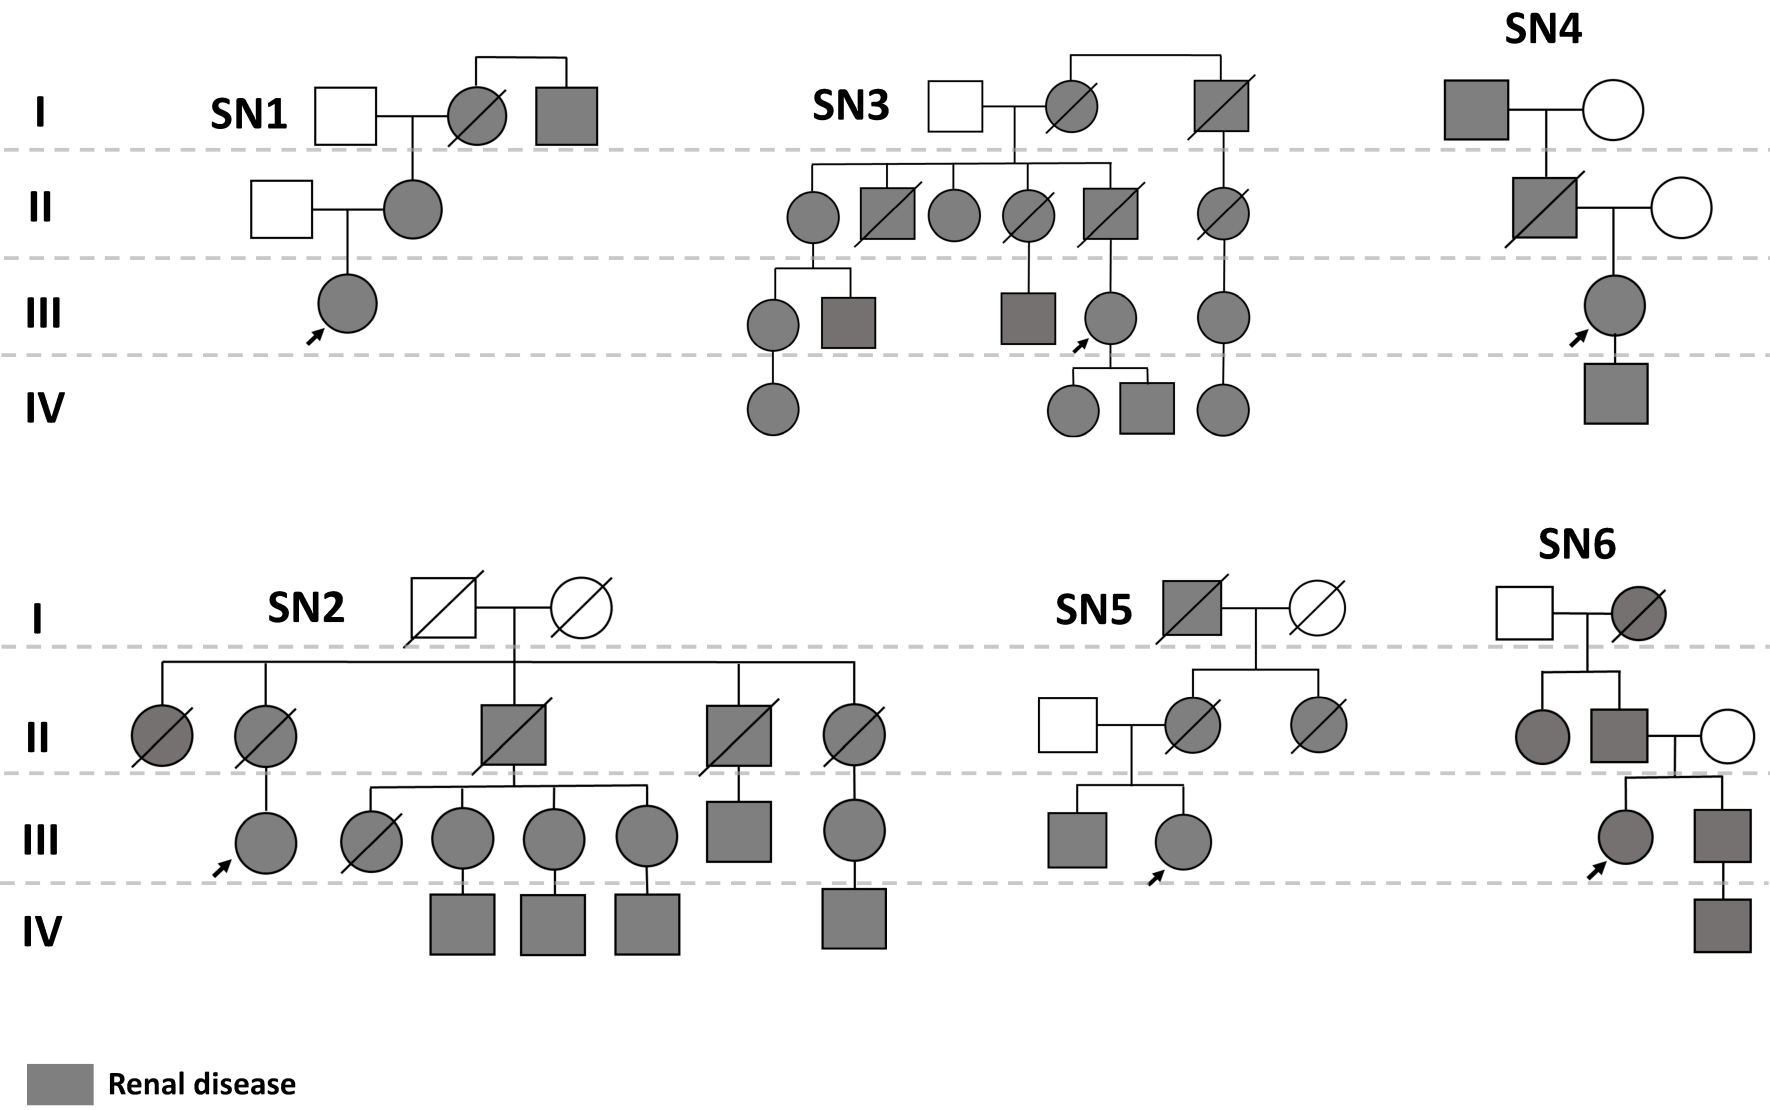 SN4
I
SN1
SN3
II
III
IV
SN6
I
SN2
SN5
II
III
IV
Renal disease